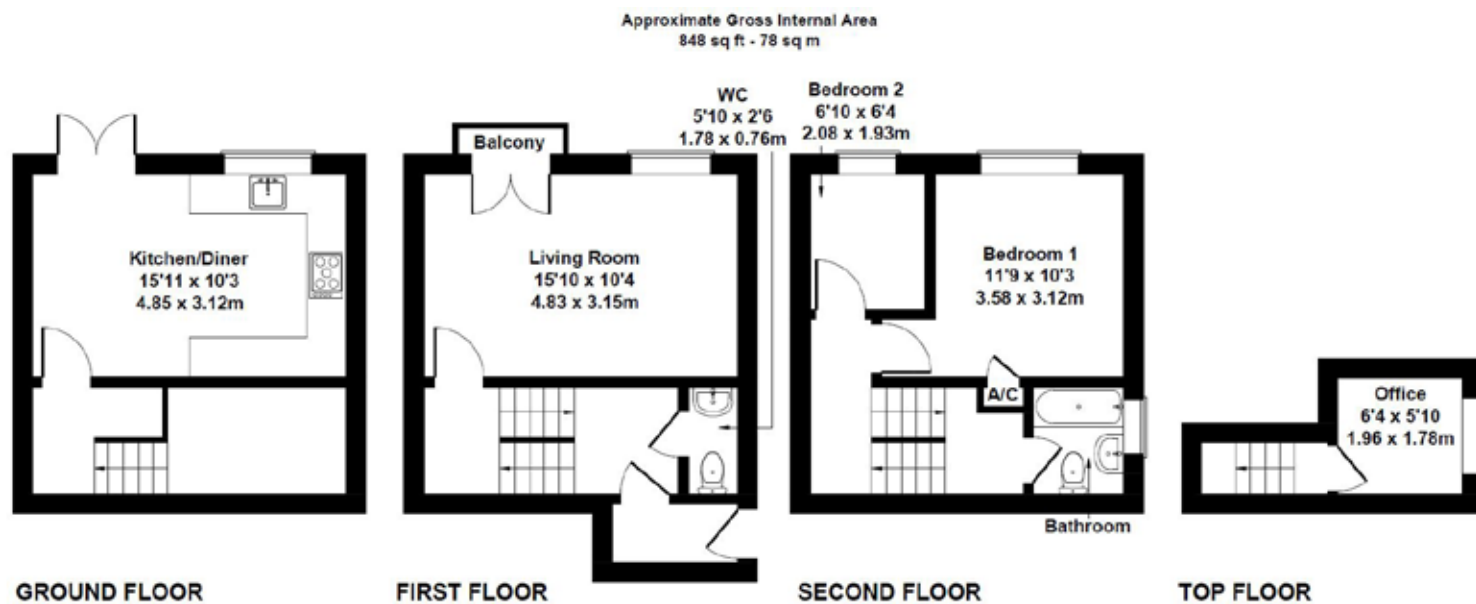 Approximate Gross Internal Area
848 sq ft - 78 sq m
Kitchen/Diner
15'11 x 10'3
4.85 x 3.12m
GROUND FLOOR
Balcony
Living Room
15'10 x 10'4
4.83 x 3.15m
WC
5'10 x 2'6
1.78 x 0.76m
FIRST FLOOR
Bedroom 2
6'10 x 6'4
2.08 x 1.93m
Bedroom 1
11'9 x 10'3
3.58 x 3.12m
A/C
Bathroom
SECOND FLOOR
Office
6'4 x 5'10
1.96 x 1.78m
TOP FLOOR